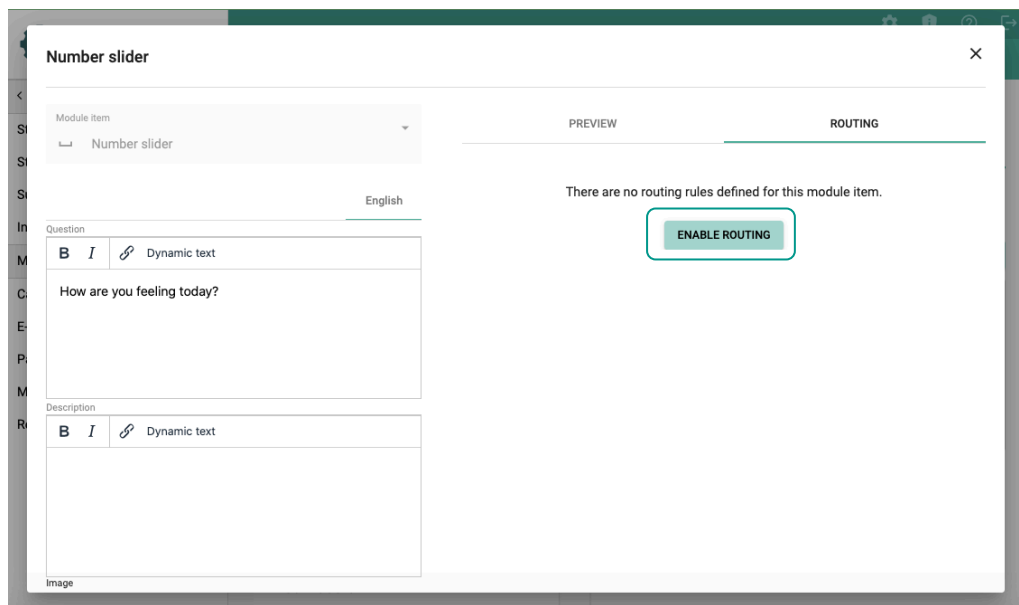 Number slider
Module item
Number slider
English
Question
B I Dynamic text
How are you feeling today?
Description
B I Dynamic text
Image
PREVIEW
ROUTING
There are no routing rules defined for this module item.
ENABLE ROUTING